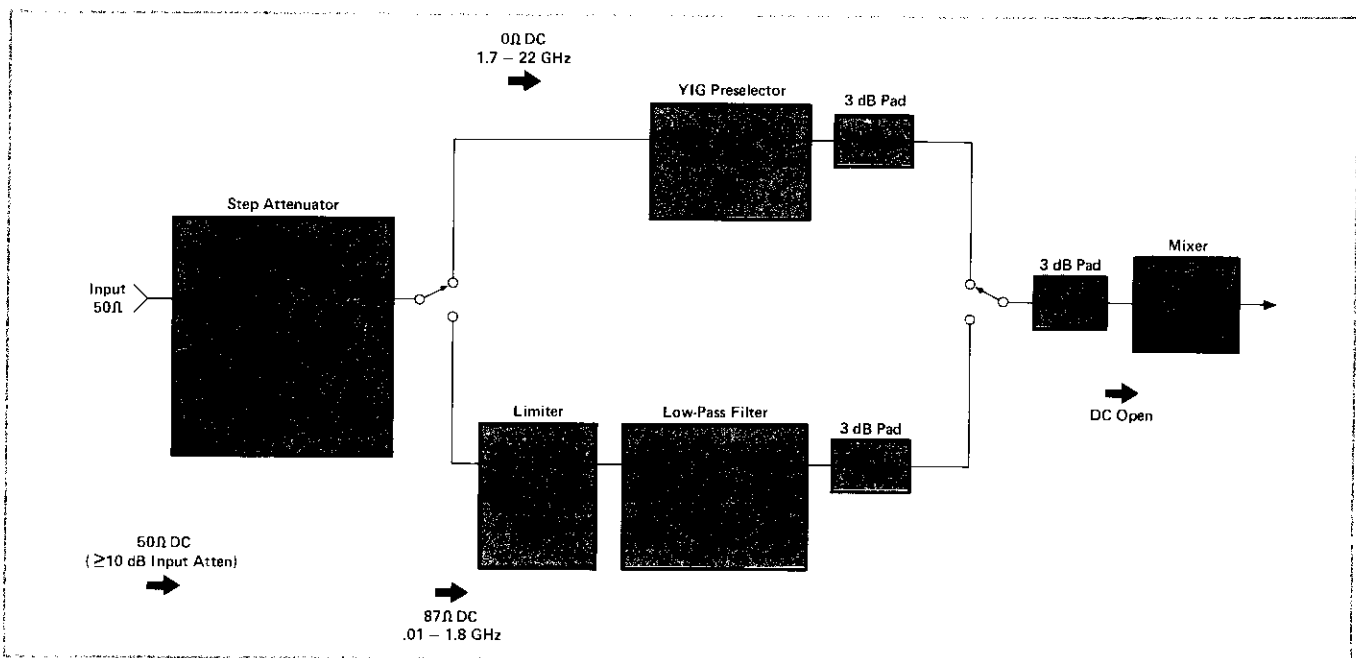 0Ω DC
1.7 – 22 GHz
YIG Preselector
3 dB Pad
Step Attenuator
Mixer
3 dB Pad
Input
50Ω
Limiter
Low-Pass Filter
3 dB Pad
DC Open
50Ω DC
(≥10 dB Input Atten)
87Ω DC
.01 – 1.8 GHz